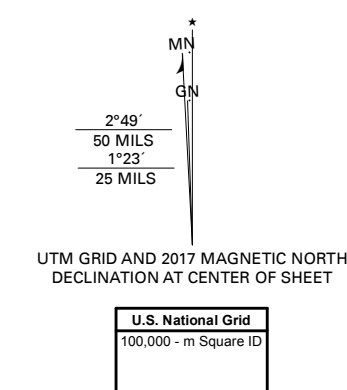 ★
MN
GN
2°49´
50 MILS
1°23´
25 MILS
UTM GRID AND 2017 MAGNETIC NORTH
DECLINATION AT CENTER OF SHEET
U.S. National Grid
100,000 - m Square ID